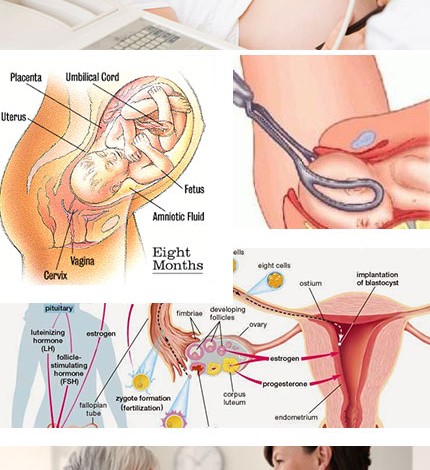 Placenta
Umbilical Cord
Uterus
Fetus
Amniotic Fluid
Vagina
Cervix
Eight
Months
eight cells
ostium
implantation
of blastocyst
pituitary
luteinizing
hormone
(LH)
estrogen
follicle-
stimulating
hormone
(FSH)
fallopian
tube
fimbriae
developing
follicles
ovary
estrogen
progesterone
corpus
luteum
zygote formation
(fertilization)
endometrium